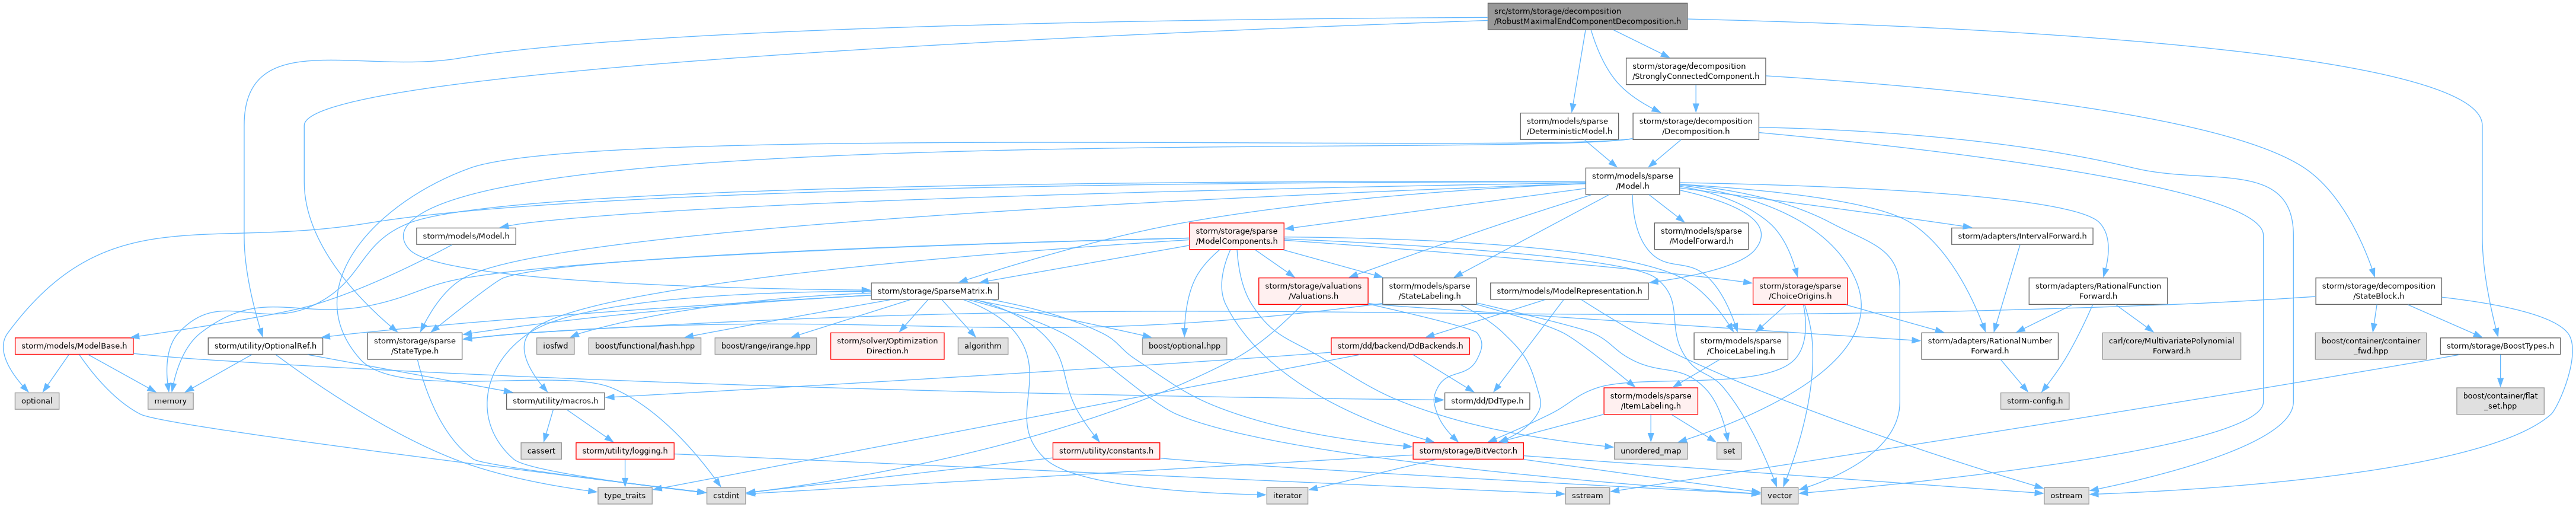 src/storm/storage/decomposition
/RobustMaximalEndComponentDecomposition.h
storm/storage/decomposition
/StronglyConnectedComponent.h
storm/models/sparse
/DeterministicModel.h
storm/storage/decomposition
/Decomposition.h
storm/models/sparse
/Model.h
storm/models/Model.h
storm/storage/sparse
/ModelComponents.h
storm/models/sparse
/ModelForward.h
storm/adapters/IntervalForward.h
storm/storage/SparseMatrix.h
storm/storage/valuations
/Valuations.h
storm/models/sparse
/StateLabeling.h
storm/models/ModelRepresentation.h
storm/storage/sparse
/ChoiceOrigins.h
storm/adapters/RationalFunction
Forward.h
storm/storage/decomposition
/StateBlock.h
storm/models/ModelBase.h
storm/utility/OptionalRef.h
storm/storage/sparse
/StateType.h
iosfwd
boost/functional/hash.hpp
boost/range/irange.hpp
storm/solver/Optimization
Direction.h
algorithm
boost/optional.hpp
storm/dd/backend/DdBackends.h
storm/models/sparse
/ChoiceLabeling.h
storm/adapters/RationalNumber
Forward.h
carl/core/MultivariatePolynomial
Forward.h
boost/container/container
_fwd.hpp
storm/storage/BoostTypes.h
optional
memory
storm/utility/macros.h
storm/dd/DdType.h
storm/models/sparse
/ItemLabeling.h
storm-config.h
boost/container/flat
_set.hpp
cassert
storm/utility/logging.h
storm/utility/constants.h
storm/storage/BitVector.h
unordered_map
set
type_traits
cstdint
iterator
sstream
vector
ostream